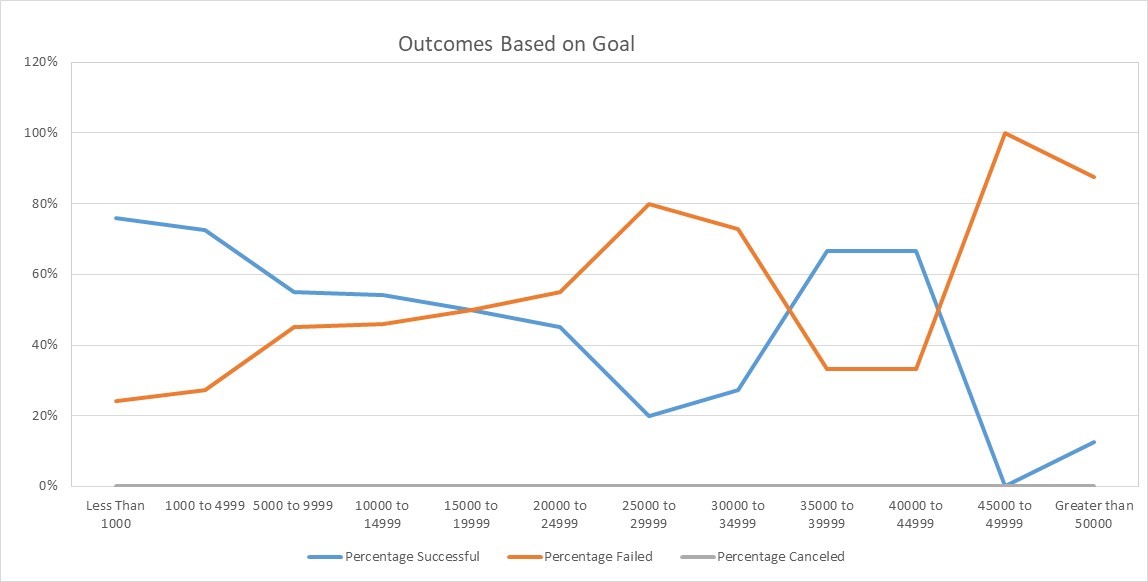 Outcomes Based on Goal
120%
100%
80%
60%
40%
20%
0%
Less Than
1000
1000 to 4999
5000 to 9999
10000 to
14999
15000 to
19999
20000 to
24999
25000 to
29999
30000 to
34999
35000 to
39999
40000 to
44999
45000 to
49999
Greater than
50000
Percentage Successful
Percentage Failed
Percentage Canceled